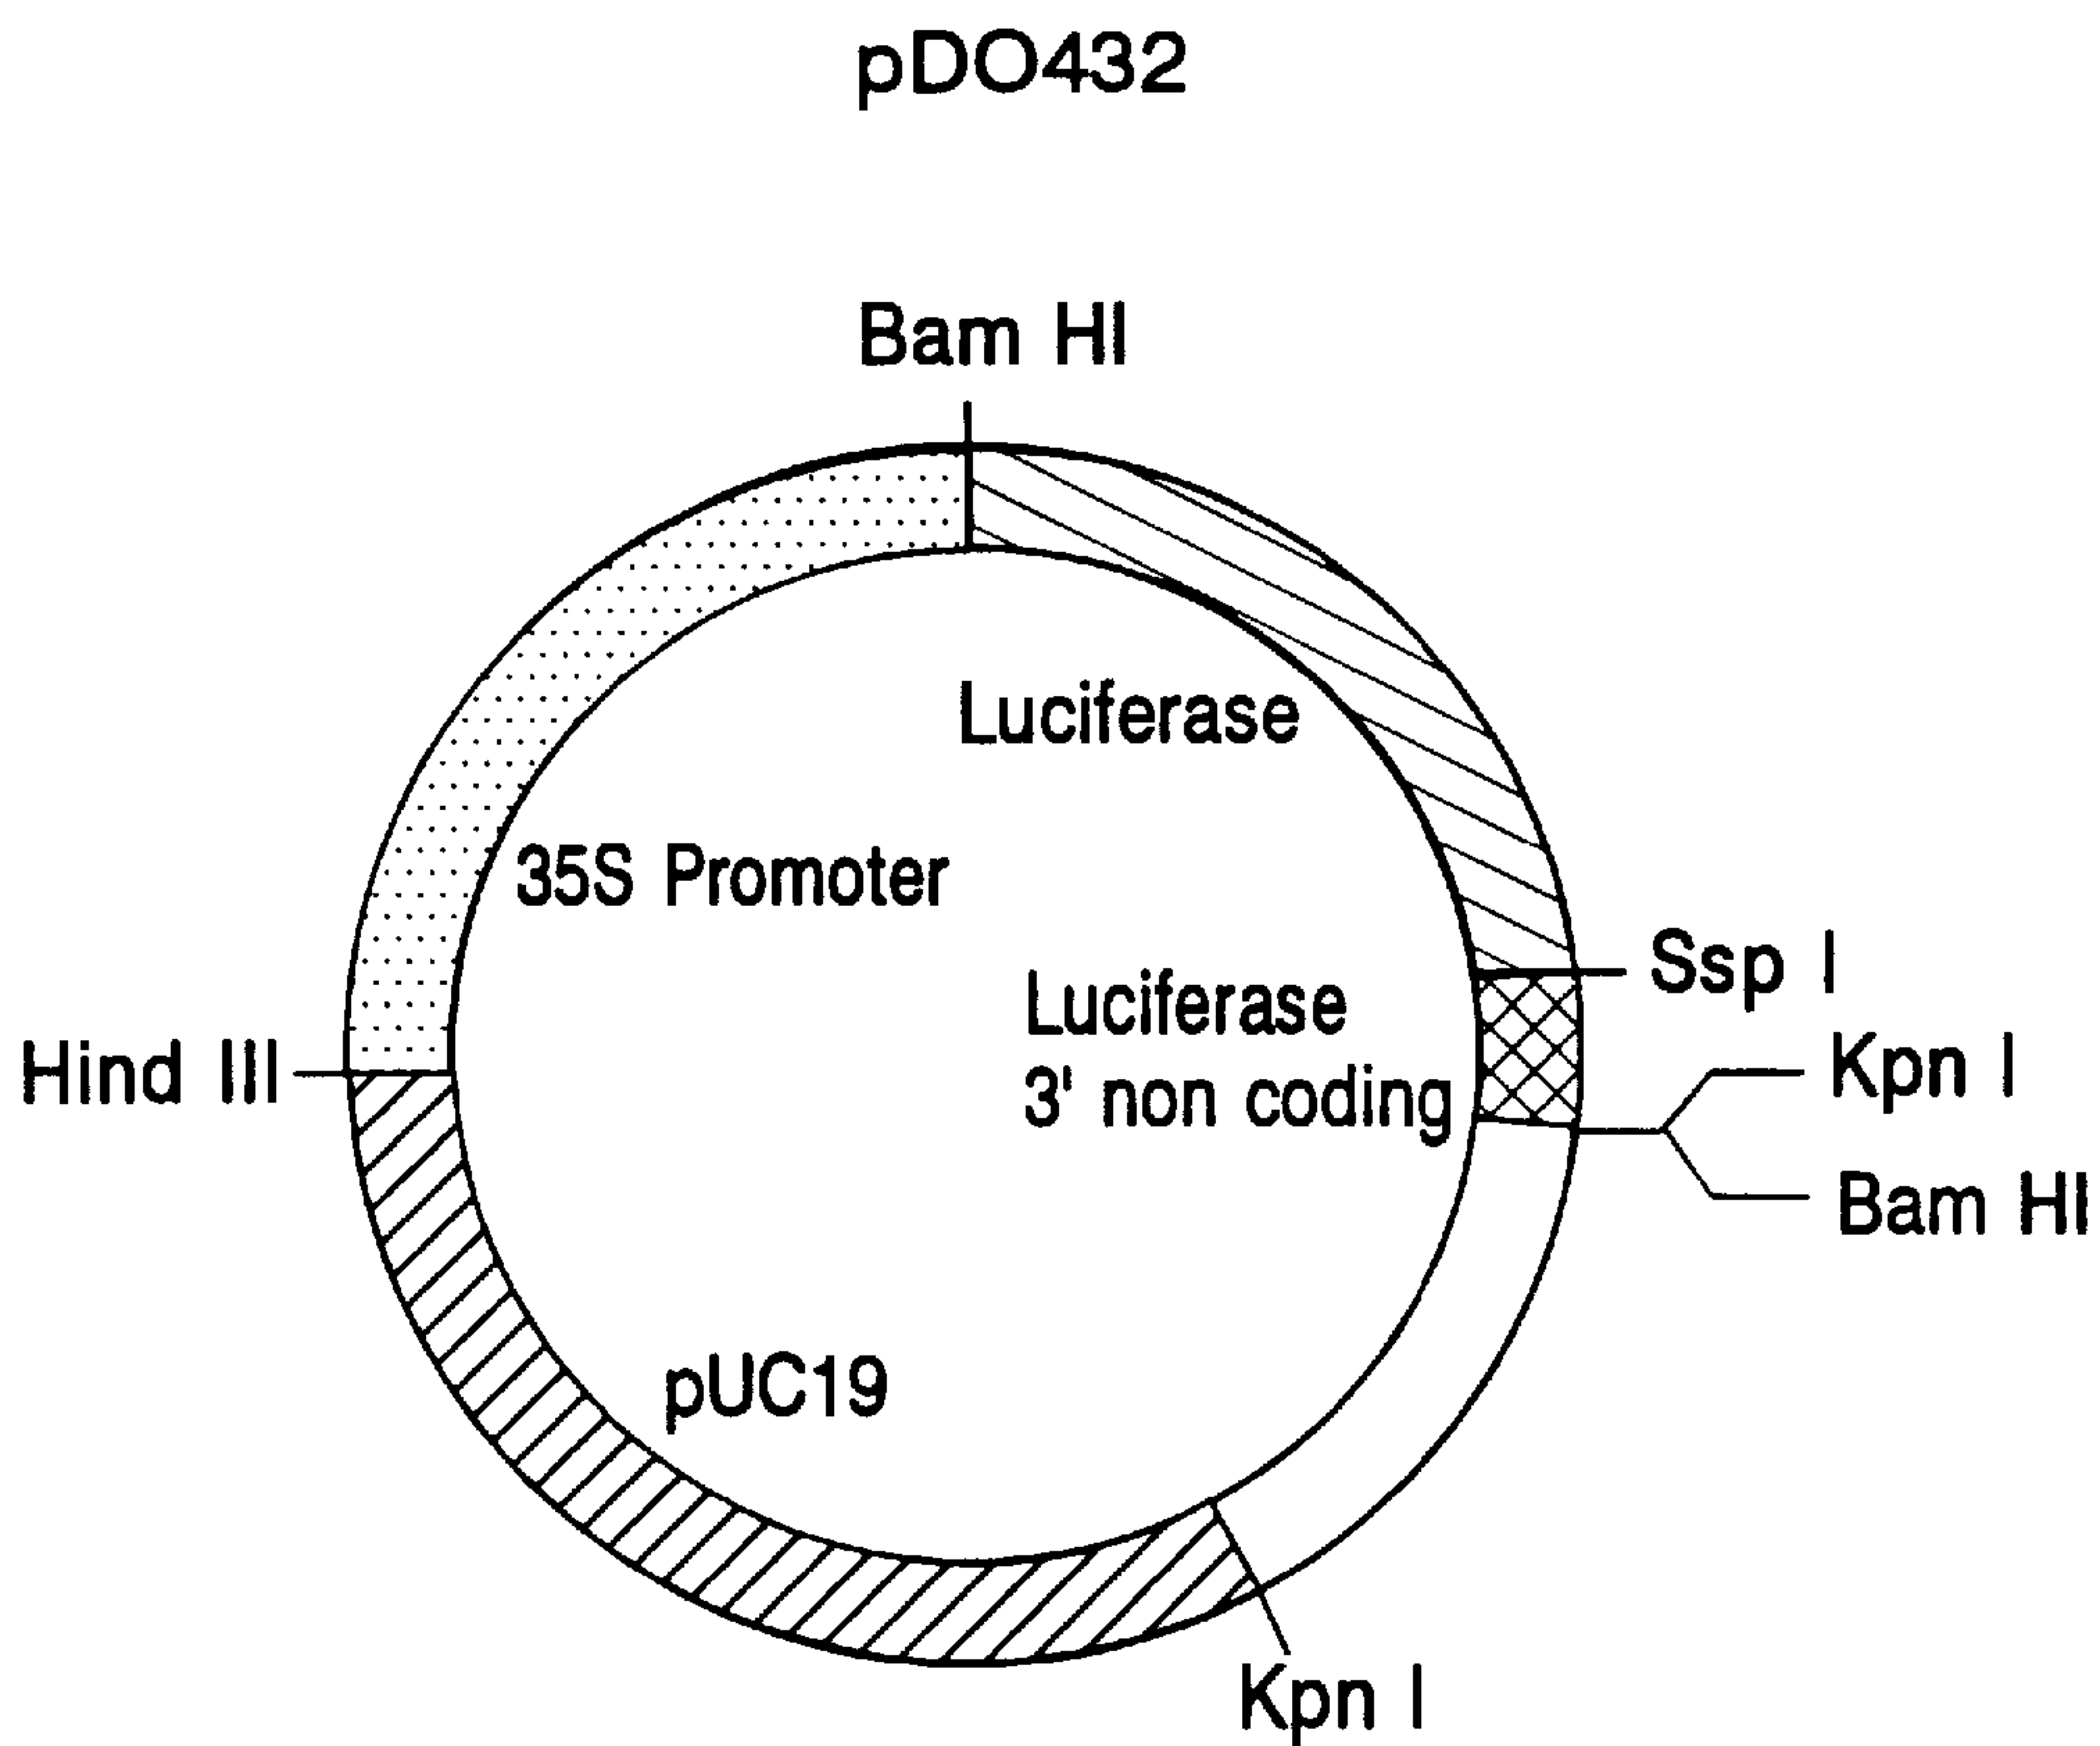 pDO432
Bam HI
Luciferase
35S Promoter
Ssp I
Luciferase
3' non coding
Kpn I
Hind III
Bam HI
pUC19
Kpn I